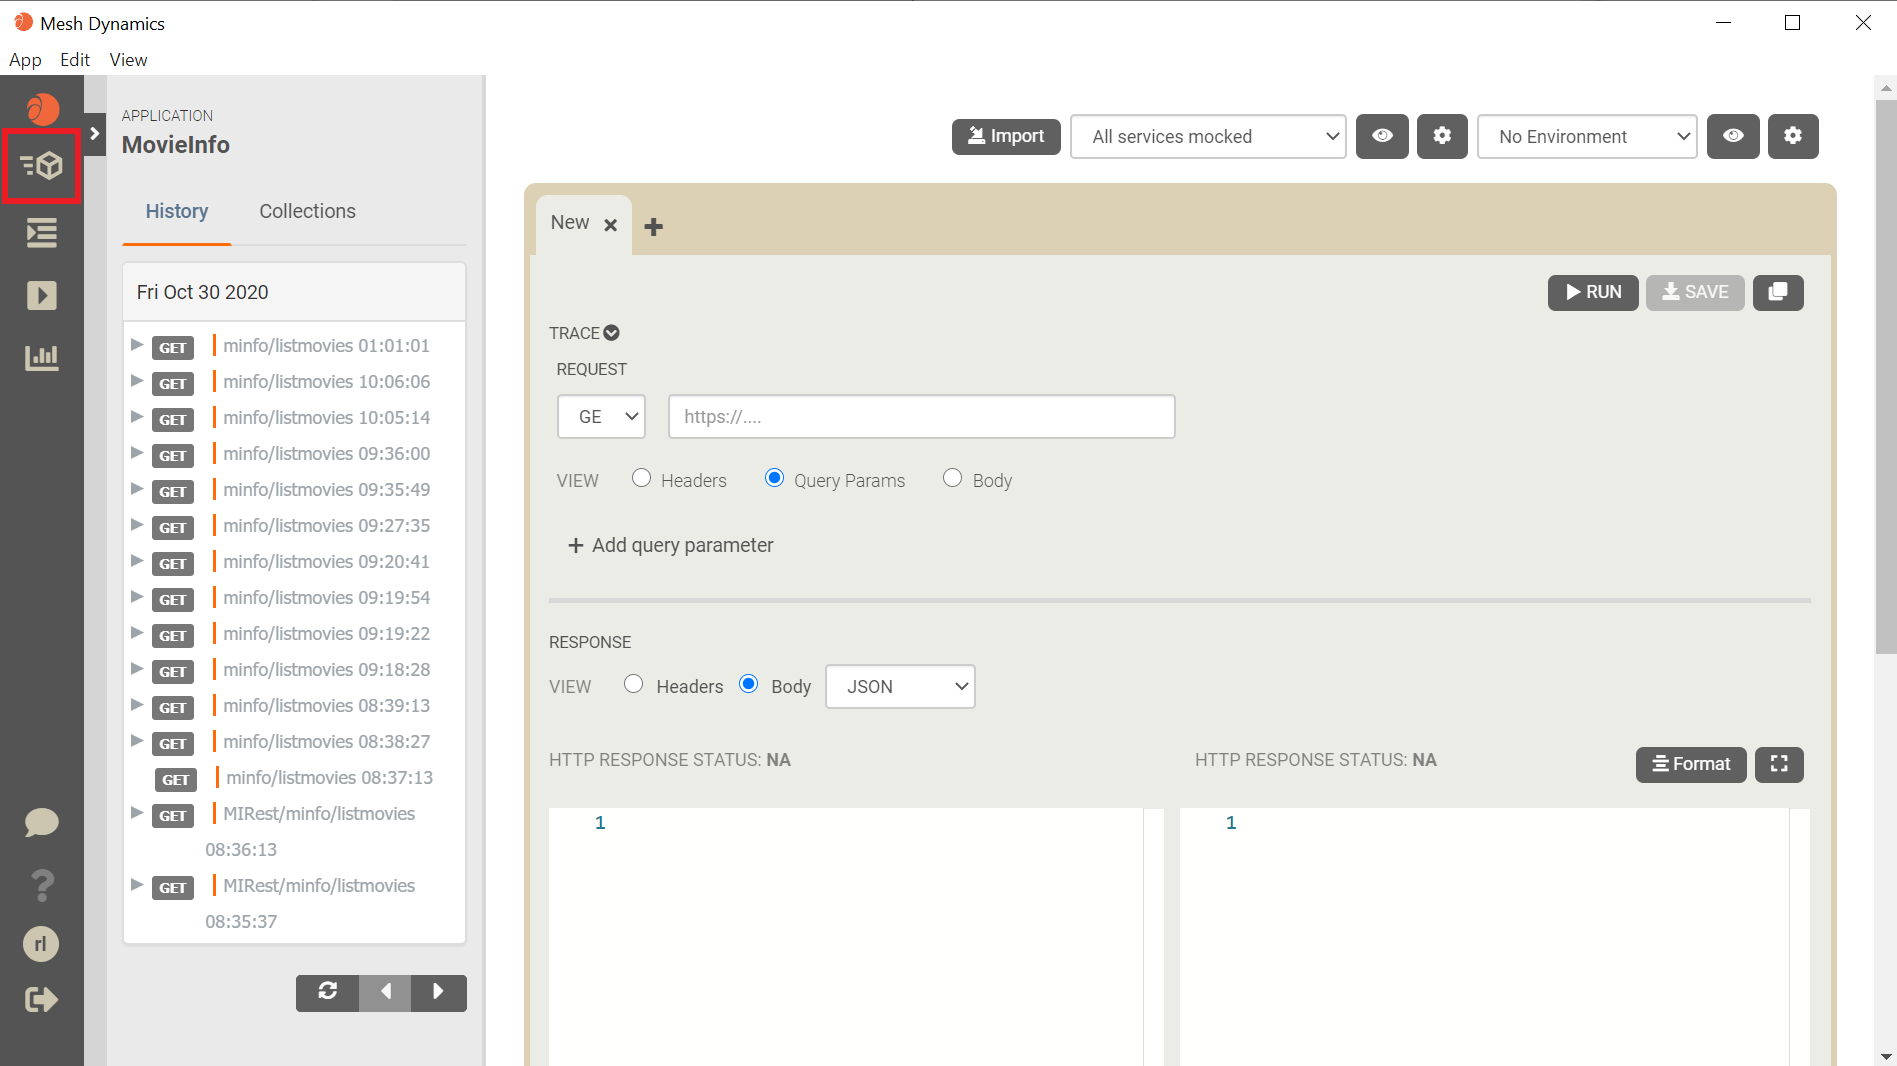 Mesh Dynamics
App Edit View
APPLICATION
MovieInfo
History Collections
Fri Oct 30 2020
GET minfo/listmovies 01:01:01
GET minfo/listmovies 10:06:06
GET minfo/listmovies 10:05:14
GET minfo/listmovies 09:36:00
GET minfo/listmovies 09:35:49
GET minfo/listmovies 09:27:35
GET minfo/listmovies 09:20:41
GET minfo/listmovies 09:19:54
GET minfo/listmovies 09:19:22
GET minfo/listmovies 09:18:28
GET minfo/listmovies 08:39:13
GET minfo/listmovies 08:38:27
GET minfo/listmovies 08:37:13
GET MIRest/minfo/listmovies
08:36:13
GET MIRest/minfo/listmovies
08:35:37
rl
Import All services mocked No Environment
New
RUN SAVE
TRACE
REQUEST
GE https://....
VIEW Headers Query Params Body
+ Add query parameter
RESPONSE
VIEW Headers Body JSON
HTTP RESPONSE STATUS: NA HTTP RESPONSE STATUS: NA Format
1 1